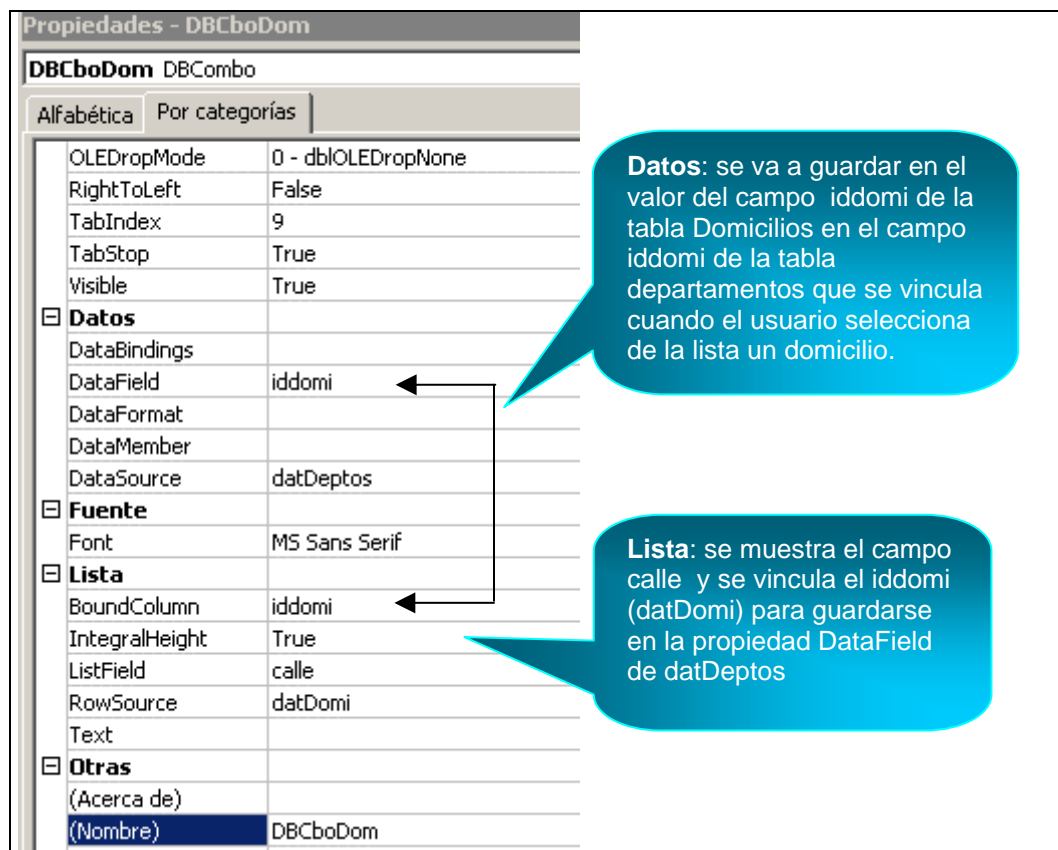 Propiedades - DBCboDom
DBCboDom DBCombo
Alfabética Por categorías
OLEDropMode 0 - dblOLEDropNone
RightToLeft False
TabIndex 9
TabStop True
Visible True
Datos
DataBindings
DataField iddomi
DataFormat
DataMember
DataSource datDeptos
Fuente
Font MS Sans Serif
Lista
BoundColumn iddomi
IntegralHeight True
ListField calle
RowSource datDomi
Text
Otras
(Acerca de)
(Nombre) DBCboDom
Datos: se va a guardar en el
valor del campo iddomi de la
tabla Domicilios en el campo
iddomi de la tabla
departamentos que se vincula
cuando el usuario selecciona
de la lista un domicilio.
Lista: se muestra el campo
calle y se vincula el iddomi
(datDomi) para guardarse
en la propiedad DataField
de datDeptos